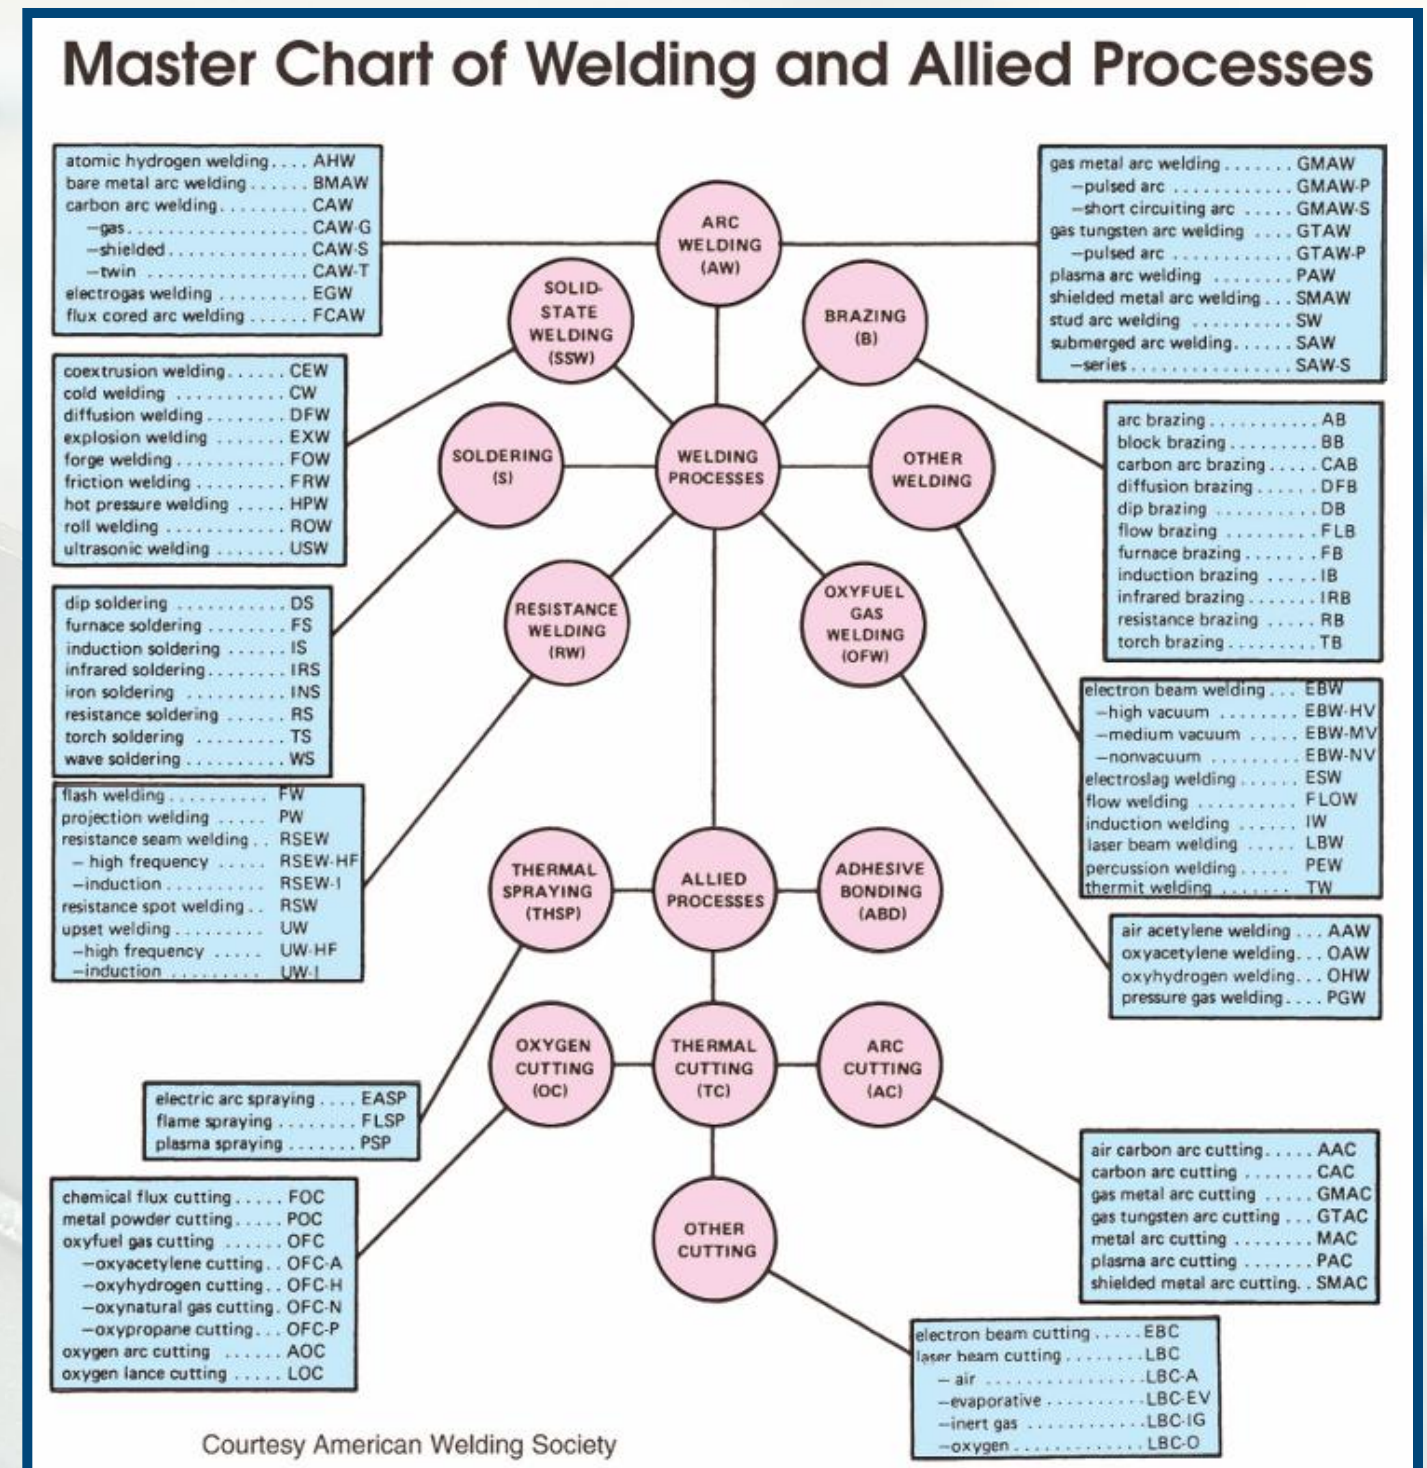 Master Chart of Welding and Allied Processes
atomic hydrogen welding.... AHW
bare metal arc welding...... BMAW
carbon arc welding......... CAW
—gas.................. CAW-G
—shielded.............. CAW-S
—twin ................ CAW-T
electrogas welding ......... EGW
flux cored arc welding ...... FCAW
ARC
WELDING
(AW)
gas metal arc welding ....... GMAW
—pulsed arc ............ GMAW-P
—short circuiting arc ..... GMAW-S
gas tungsten arc welding .... GTAW
—pulsed arc ............ GTAW-P
plasma arc welding ........ PAW
shielded metal arc welding... SMAW
stud arc welding .......... SW
submerged arc welding...... SAW
—series................ SAW-S
SOLID-
STATE
WELDING
(SSW)
BRAZING
(B)
coextrusion welding...... CEW
cold welding ........... CW
diffusion welding........ DFW
explosion welding ....... EXW
forge welding........... FOW
friction welding......... FRW
hot pressure welding ..... HPW
roll welding ............ ROW
ultrasonic welding ....... USW
SOLDERING
(S)
WELDING
PROCESSES
OTHER
WELDING
arc brazing........... AB
block brazing......... BB
carbon arc brazing..... CAB
diffusion brazing...... DFB
dip brazing .......... DB
flow brazing ......... FLB
furnace brazing....... FB
induction brazing ..... IB
infrared brazing....... IRB
resistance brazing ..... RB
torch brazing......... TB
dip soldering ........... DS
furnace soldering ........ FS
induction soldering ...... IS
infrared soldering........ IRS
iron soldering .......... INS
resistance soldering ...... RS
torch soldering ......... TS
wave soldering.......... WS
RESISTANCE
WELDING
(RW)
OXYFUEL
GAS
WELDING
(OFW)
electron beam welding... EBW
—high vacuum ........ EBW-HV
—medium vacuum ..... EBW-MV
—nonvacuum ......... EBW-NV
electroslag welding ...... ESW
flow welding .......... FLOW
induction welding ...... IW
laser beam welding ..... LBW
percussion welding..... PEW
thermit welding ....... TW
flash welding.......... FW
projection welding ..... PW
resistance seam welding.. RSEW
— high frequency ..... RSEW-HF
—induction.......... RSEW-I
resistance spot welding.. RSW
upset welding......... UW
—high frequency ..... UW-HF
—induction ......... UW-I
THERMAL
SPRAYING
(THSP)
ALLIED
PROCESSES
ADHESIVE
BONDING
(ABD)
air acetylene welding ... AAW
oxyacetylene welding... OAW
oxyhydrogen welding... OHW
pressure gas welding.... PGW
OXYGEN
CUTTING
(OC)
THERMAL
CUTTING
(TC)
ARC
CUTTING
(AC)
electric arc spraying .... EASP
flame spraying ........ FLSP
plasma spraying ....... PSP
air carbon arc cutting..... AAC
carbon arc cutting ....... CAC
gas metal arc cutting ..... GMAC
gas tungsten arc cutting ... GTAC
metal arc cutting ........ MAC
plasma arc cutting ....... PAC
shielded metal arc cutting.. SMAC
chemical flux cutting..... FOC
metal powder cutting..... POC
oxyfuel gas cutting ...... OFC
—oxyacetylene cutting.. OFC-A
—oxyhydrogen cutting.. OFC-H
—oxynatural gas cutting. OFC-N
—oxypropane cutting... OFC-P
oxygen arc cutting ...... AOC
oxygen lance cutting ..... LOC
OTHER
CUTTING
electron beam cutting.....EBC
laser beam cutting........LBC
— air ................LBC-A
—evaporative ..........LBC-EV
—inert gas ............LBC-IG
—oxygen.............LBC-O
Courtesy American Welding Society